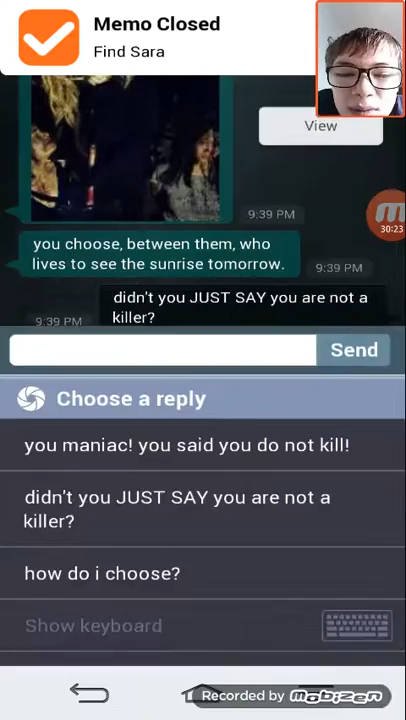 Memo Closed
Find Sara
View
30:23
9:39 PM
you choose, between them, who
lives to see the sunrise tomorrow.
9:39 PM
didn't you JUST SAY you are not a
killer?
9:39 PM
Send
Choose a reply
you maniac! you said you do not kill!
didn't you JUST SAY you are not a
killer?
how do i choose?
Show keyboard
Recorded by mobizen